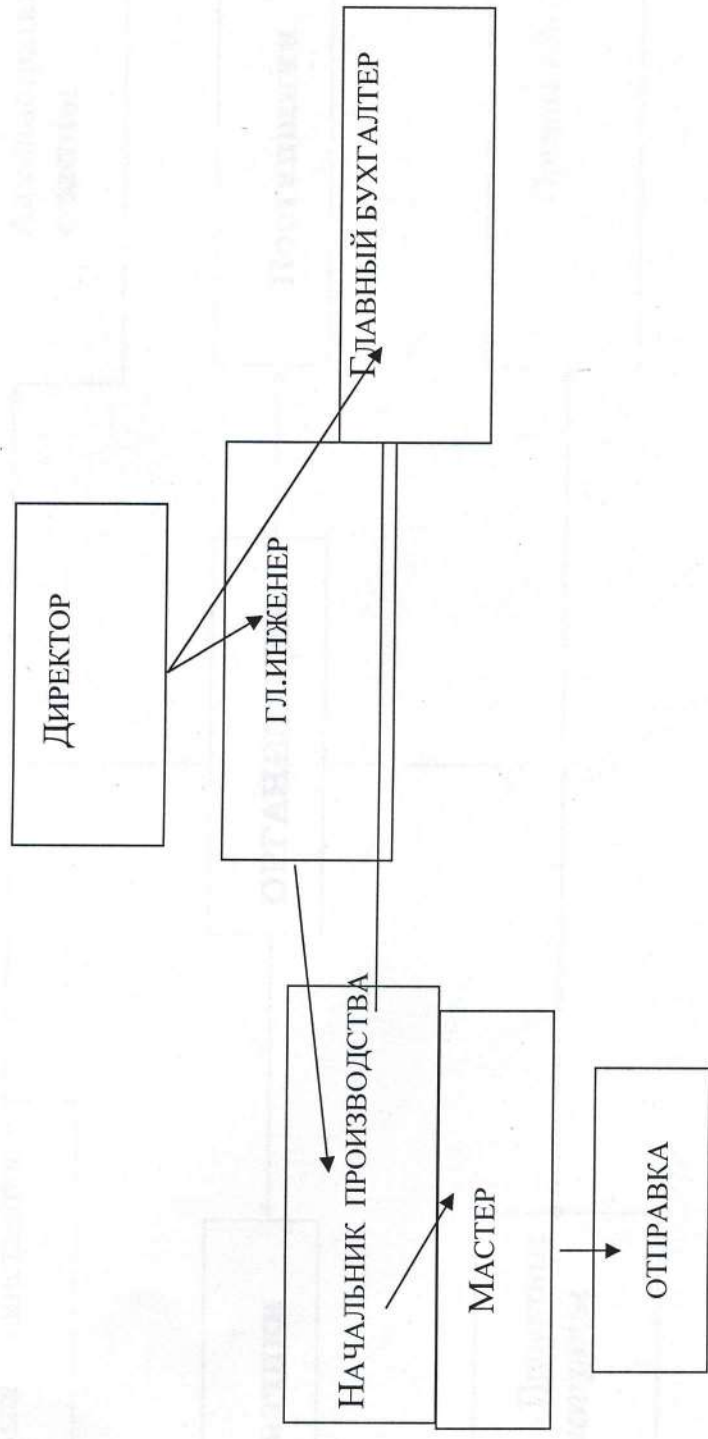 ДИРЕКТОР
ГЛ.ИНЖЕНЕР
ГЛАВНЫЙ БУХГАЛТЕР
НАЧАЛЬНИК ПРОИЗВОДСТВА
МАСТЕР
ОТПРАВКА